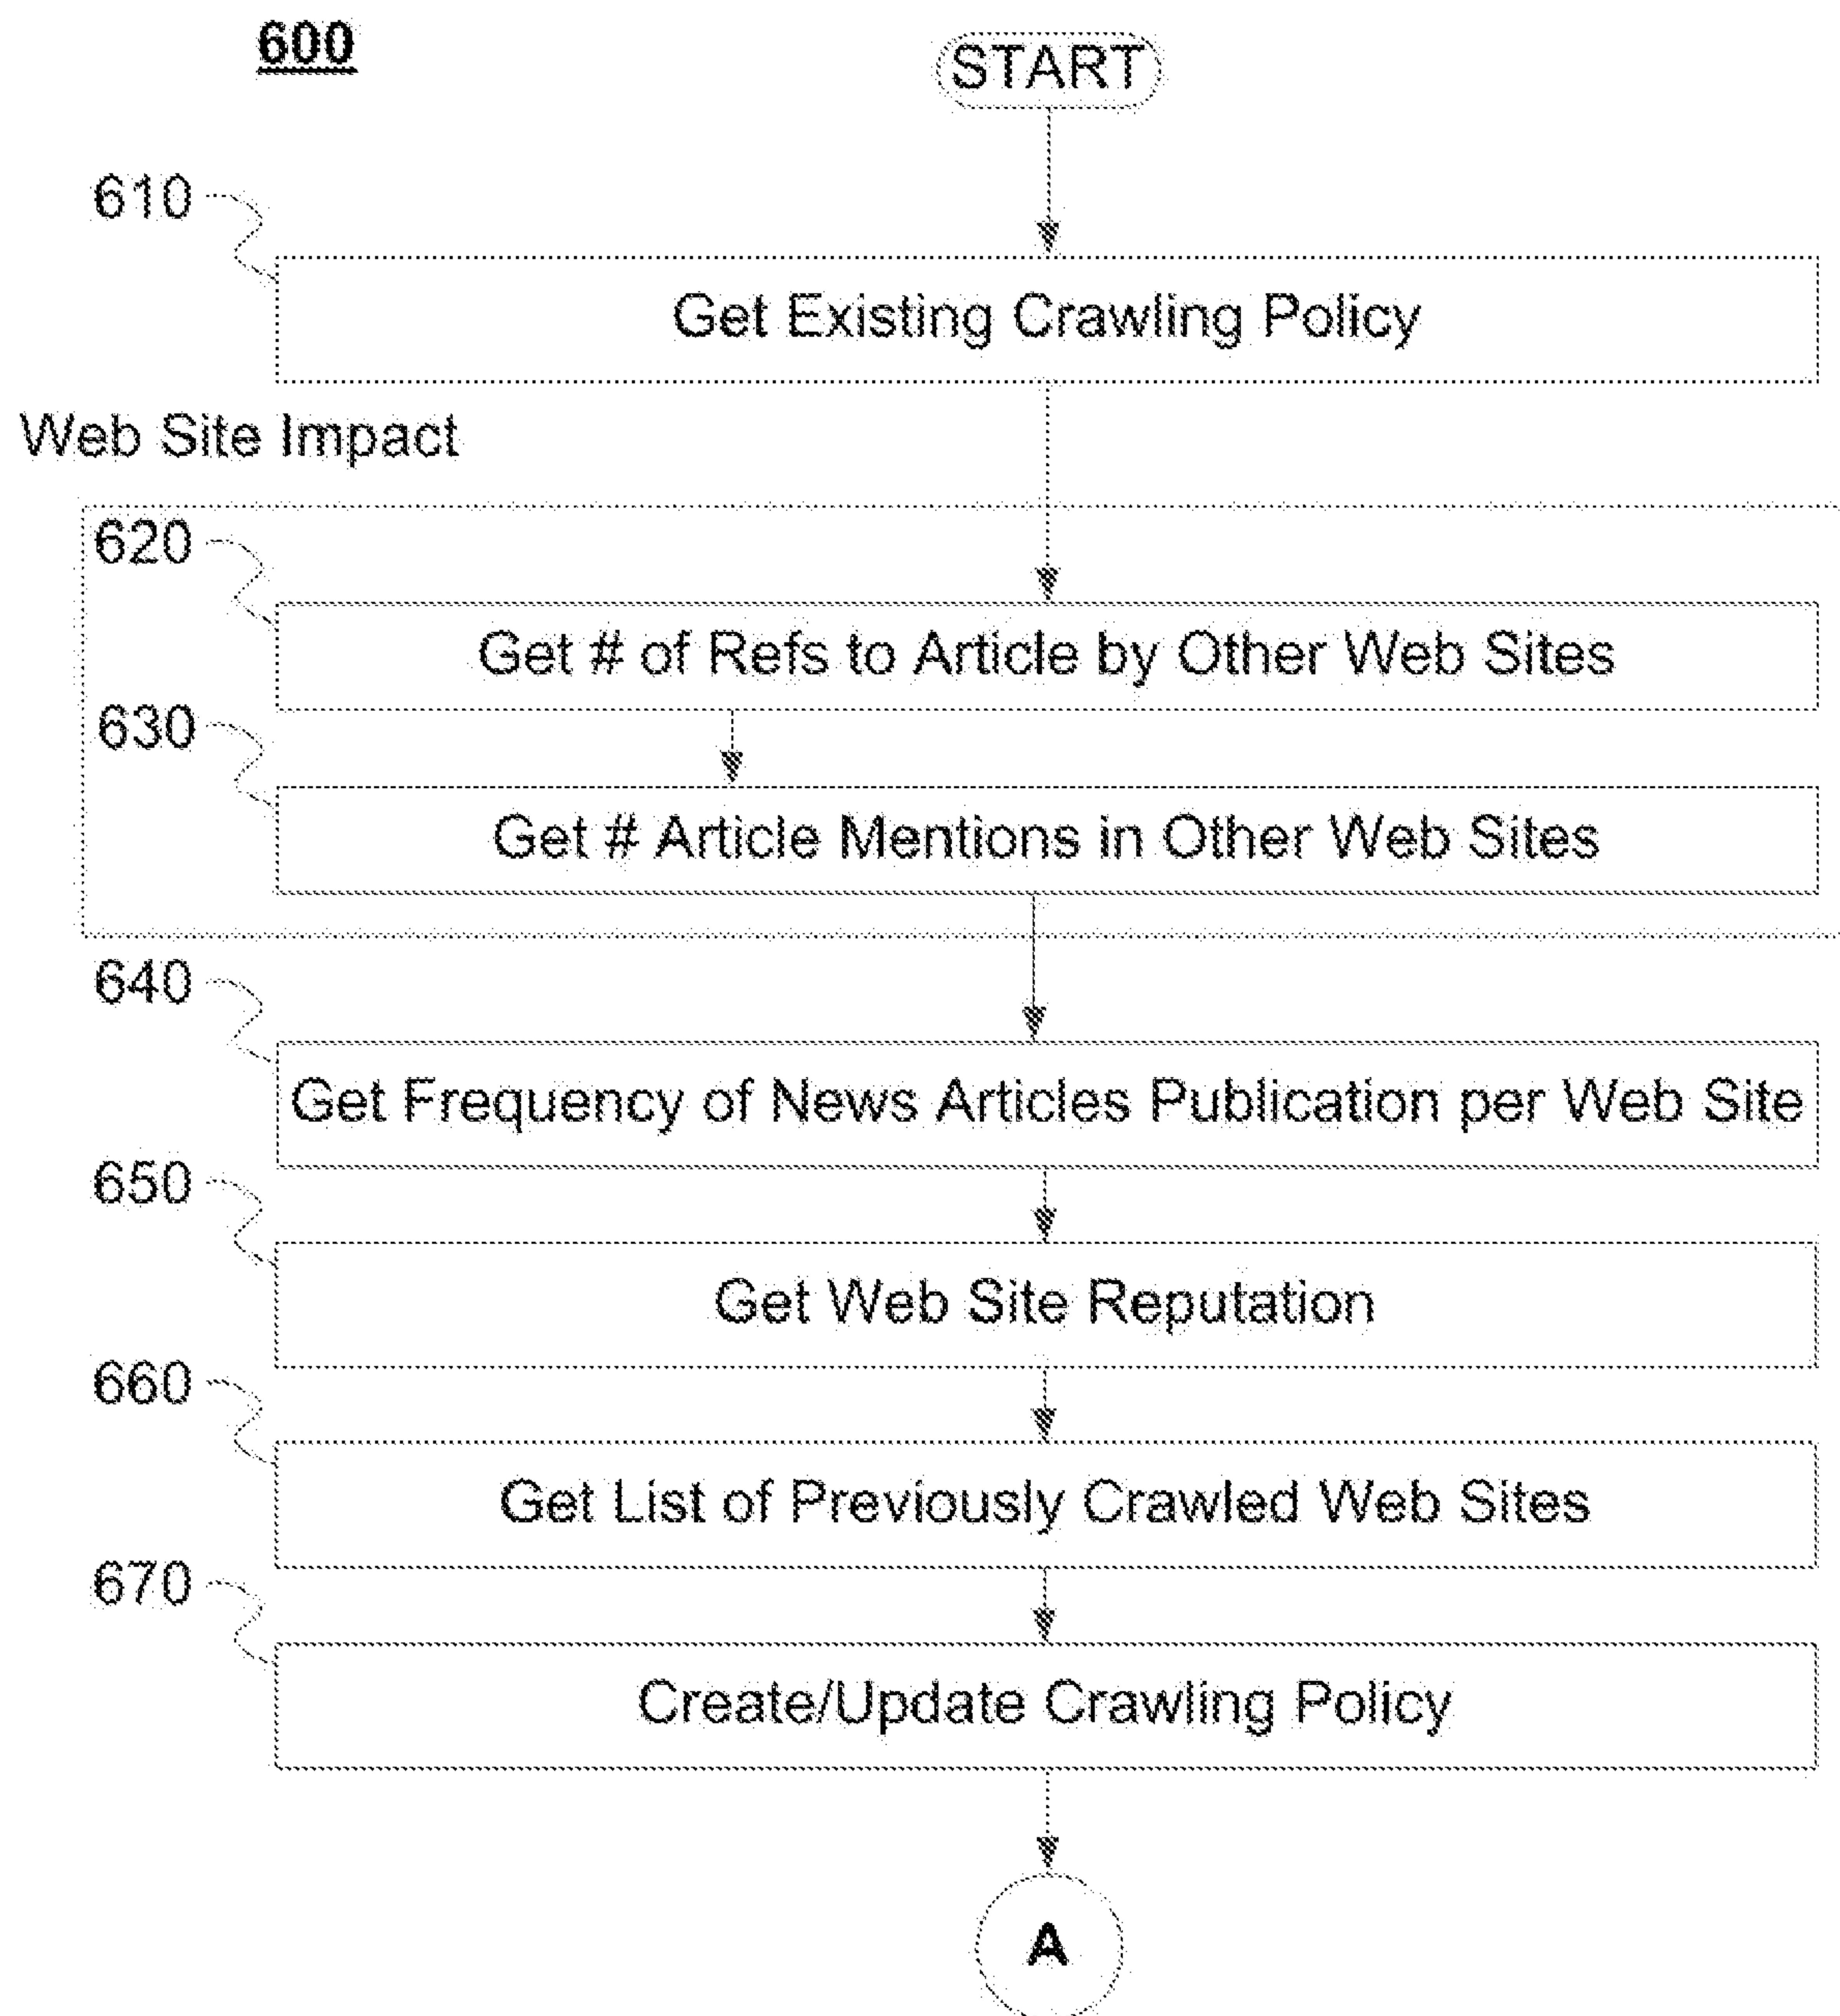 600
START
610
Get Existing Crawling Policy
Web Site Impact
620
Get # of Refs to Article by Other Web Sites
630
Get # Article Mentions in Other Web Sites
640
Get Frequency of News Articles Publication per Web Site
650
Get Web Site Reputation
660
Get List of Previously Crawled Web Sites
670
Create/Update Crawling Policy
A